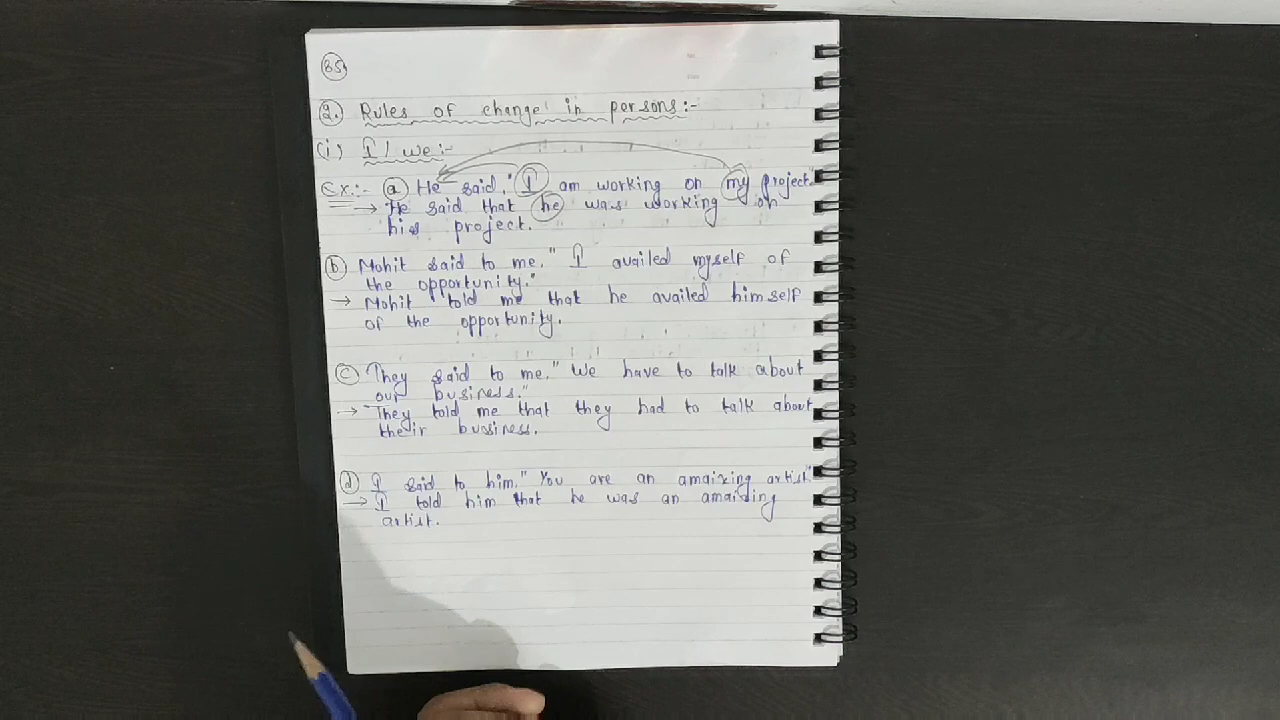 85
2. Rules of change in persons:-
(i) I / we:-
Ex:- (a) He said, "I am working on my project."
→ He said that he was working on
his project.
(b) Mohit said to me, "I availed myself of
the opportunity."
→ Mohit told me that he availed himself
of the opportunity.
(c) They said to me, "We have to talk about
our business."
→ They told me that they had to talk about
their business.
(d) I said to him, "You are an amaizing artist."
→ I told him that he was an amaizing
artist.